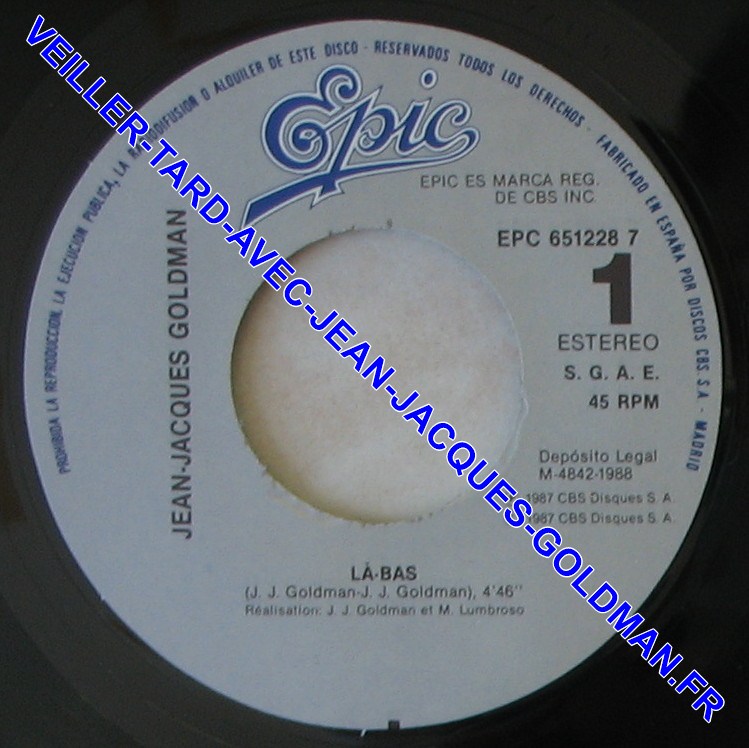 PROHIBIDA LA REPRODUCCION, LA EJECUCION PUBLICA, LA RADIODIFUSION O ALQUILER DE ESTE DISCO - RESERVADOS TODOS LOS DERECHOS - FABRICADO EN ESPAÑA POR DISCOS CBS S.A. - MADRID
Epic
EPIC ES MARCA REG.
DE CBS INC
EPC 651228 7
1
ESTEREO
S. G. A. E.
45 RPM
Depósito Legal
M-4842-1988
1987 CBS Disques S. A.
1987 CBS Disques S. A.
JEAN-JACQUES GOLDMAN
LÀ-BAS
(J. J. Goldman-J. J. Goldman), 4'46"
Réalisation: J. J. Goldman et M. Lumbroso
VEILLER-TARD-AVEC-JEAN-JACQUES-GOLDMAN.FR